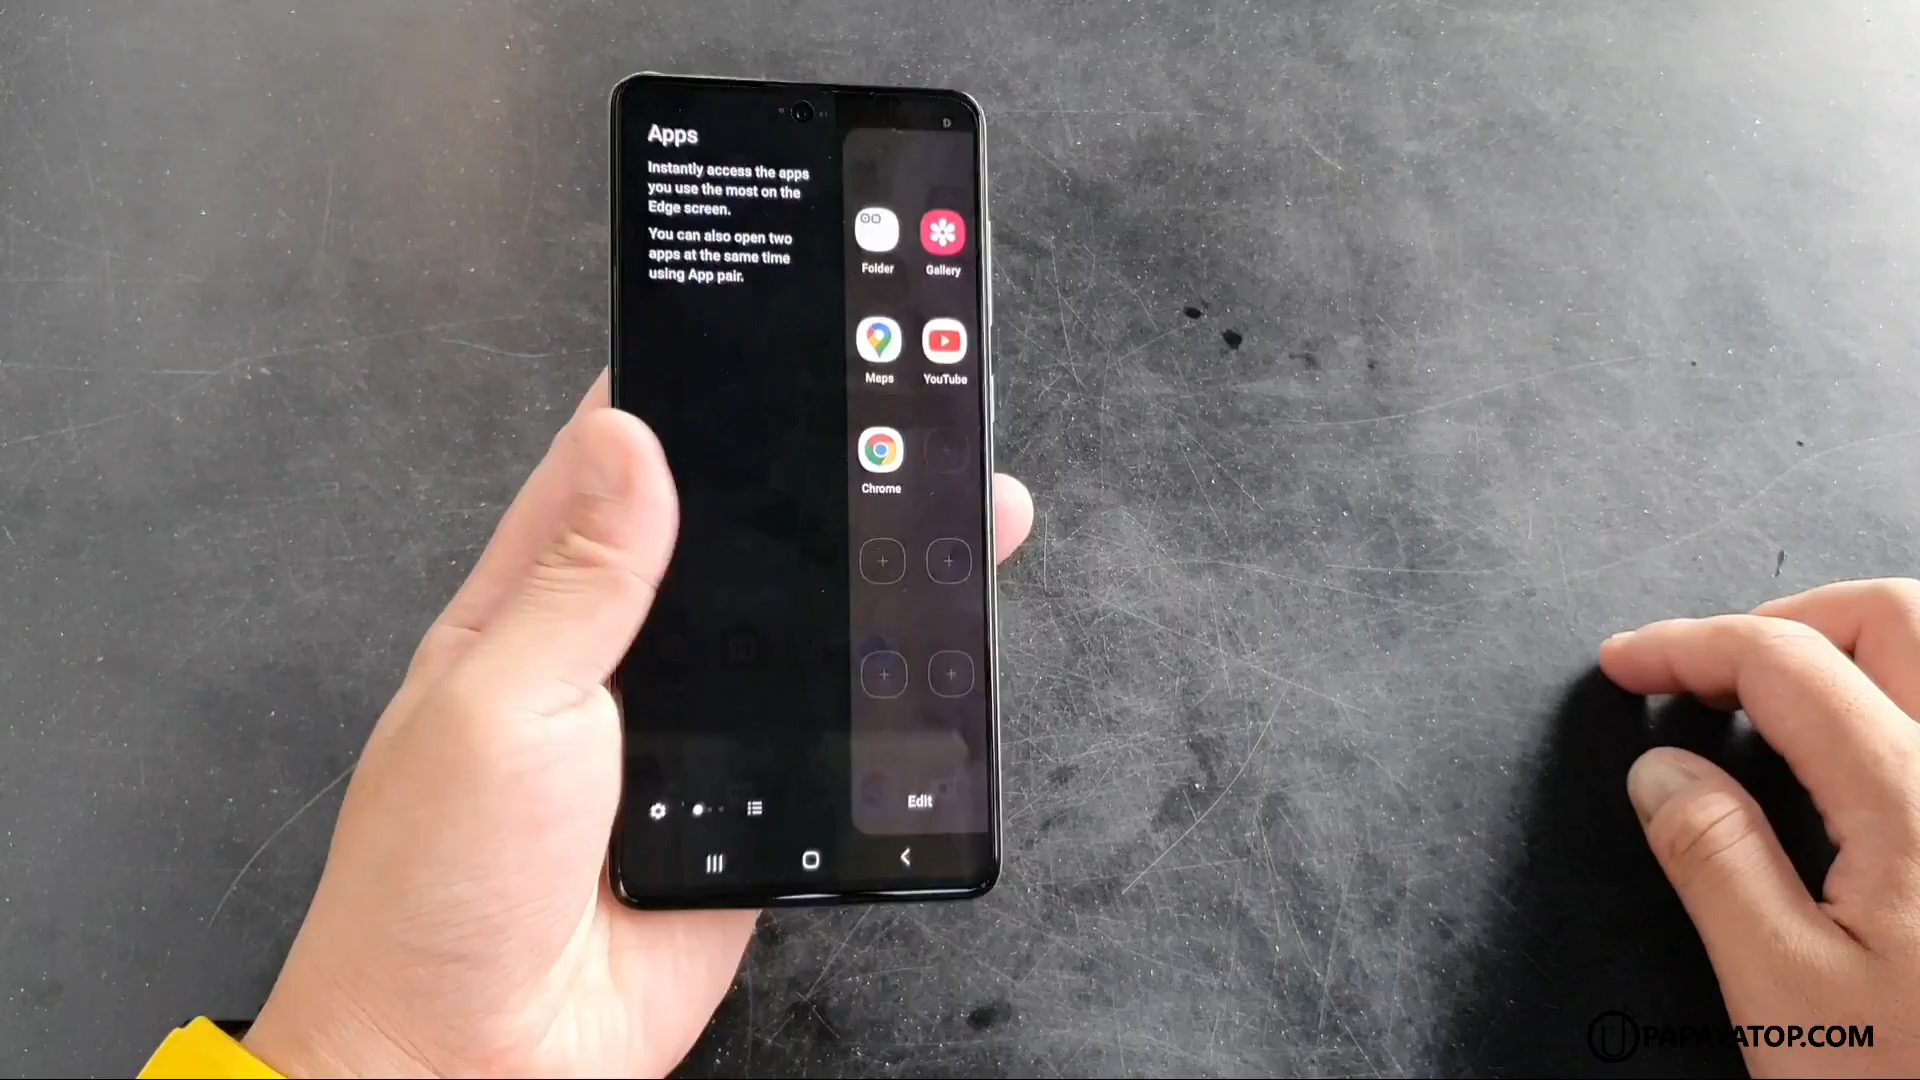 Apps
Instantly access the apps
you use the most on the
Edge screen.
You can also open two
apps at the same time
using App pair.
Folder
Gallery
Maps
YouTube
Chrome
Edit
PAPAYATOP.COM